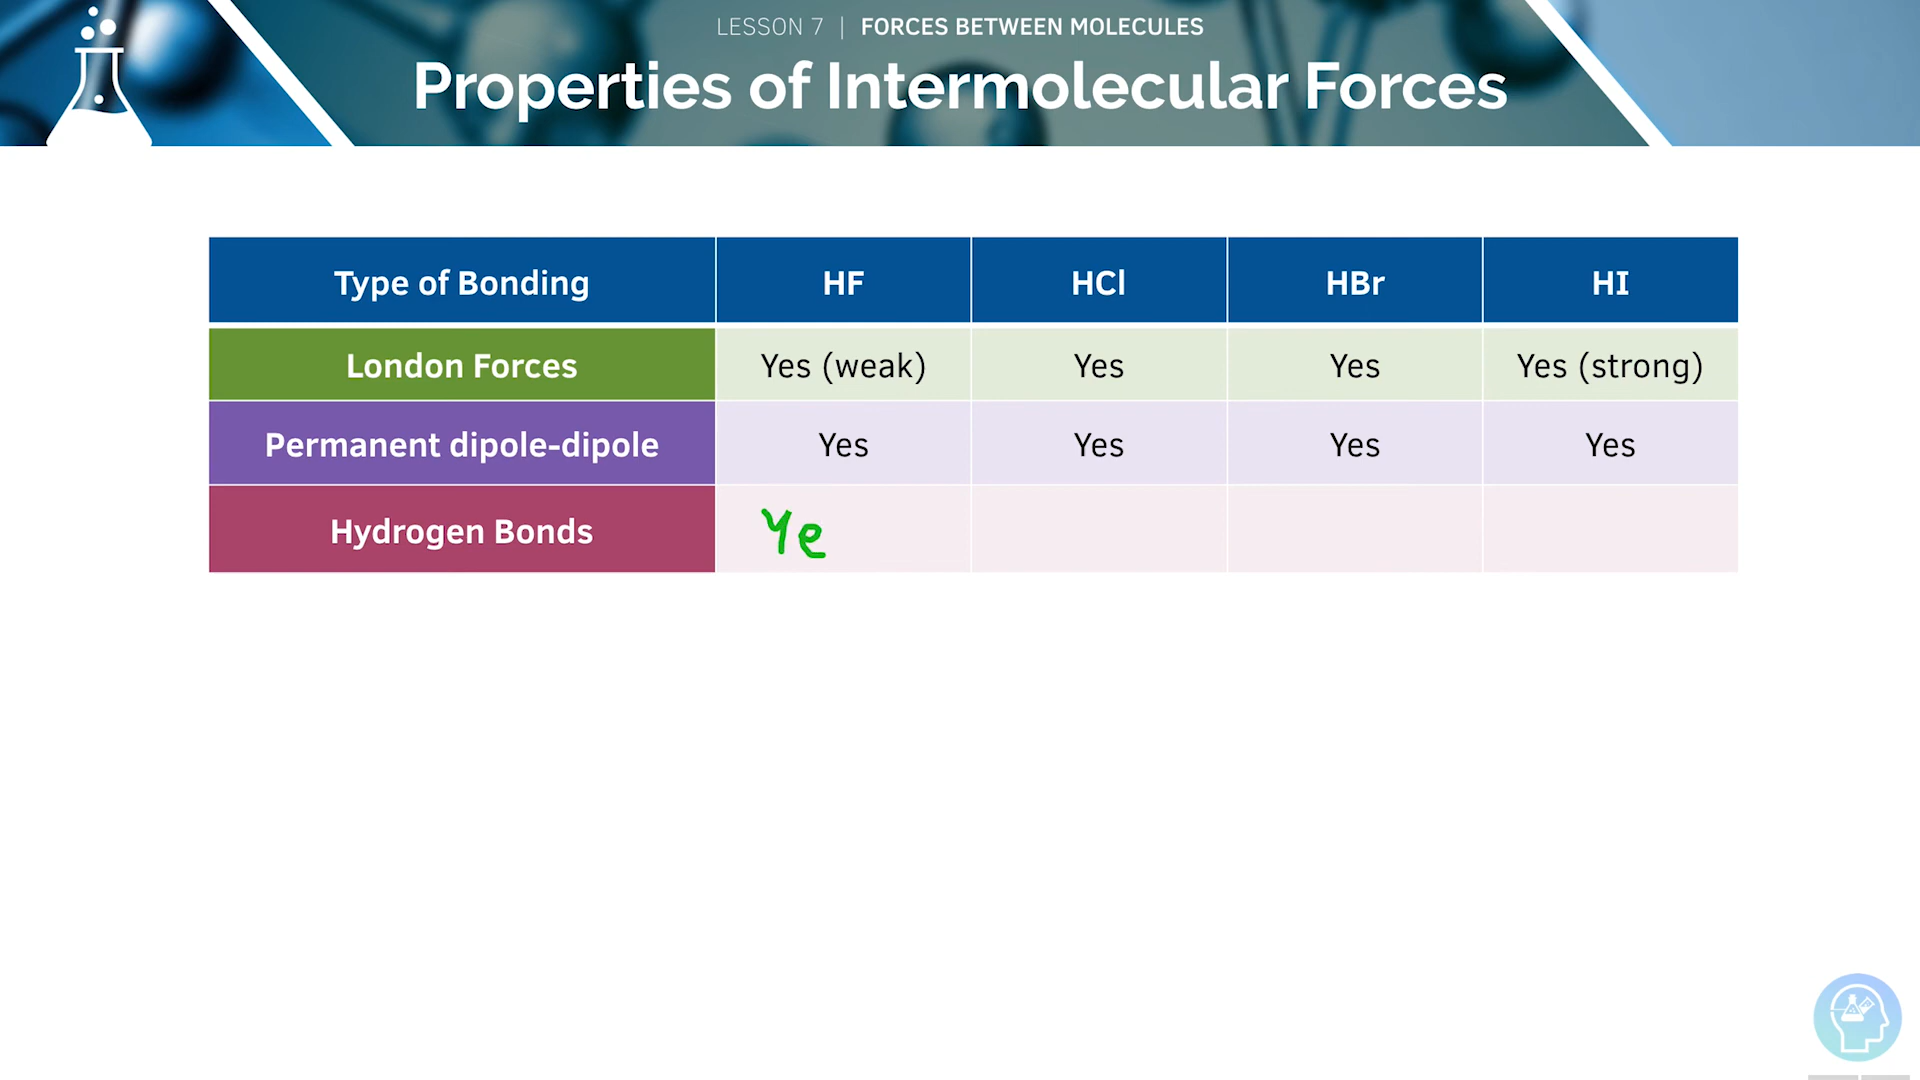 LESSON 7 | FORCES BETWEEN MOLECULES
Properties of Intermolecular Forces
Type of Bonding HF HCl HBr HI
London Forces Yes (weak) Yes Yes Yes (strong)
Permanent dipole-dipole Yes Yes Yes Yes
Hydrogen Bonds Ye